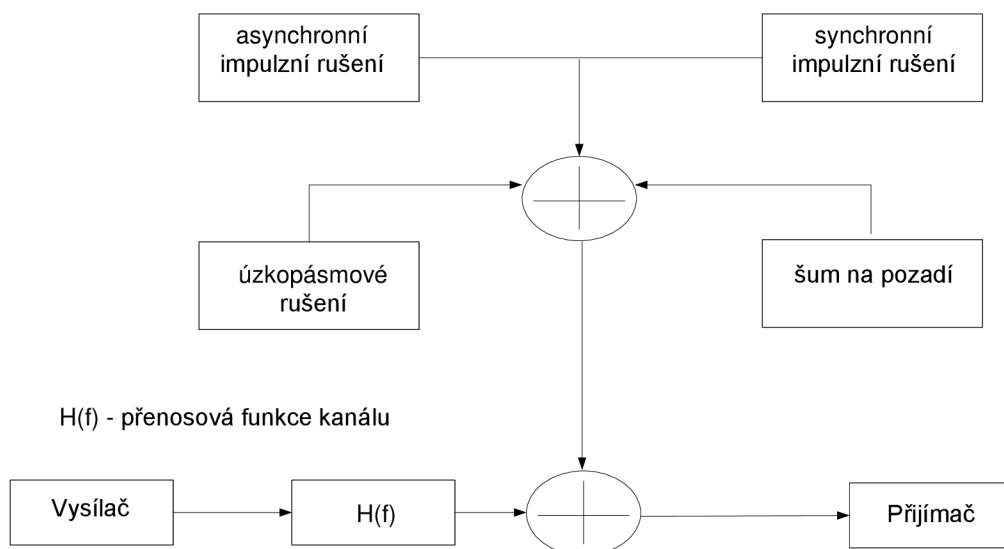 asynchronní
impulzní rušení
synchronní
impulzní rušení
úzkopásmové
rušení
šum na pozadí
H(f) - přenosová funkce kanálu
Vysílač
H(f)
Přijímač